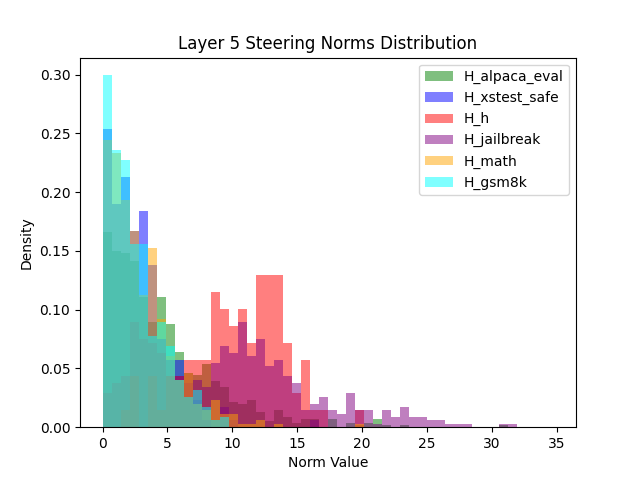 Layer 5 Steering Norms Distribution
H_alpaca_eval
H_xstest_safe
H_h
H_jailbreak
H_math
H_gsm8k
0.30
0.25
0.20
0.15
0.10
0.05
0.00
Density
0 5 10 15 20 25 30 35
Norm Value